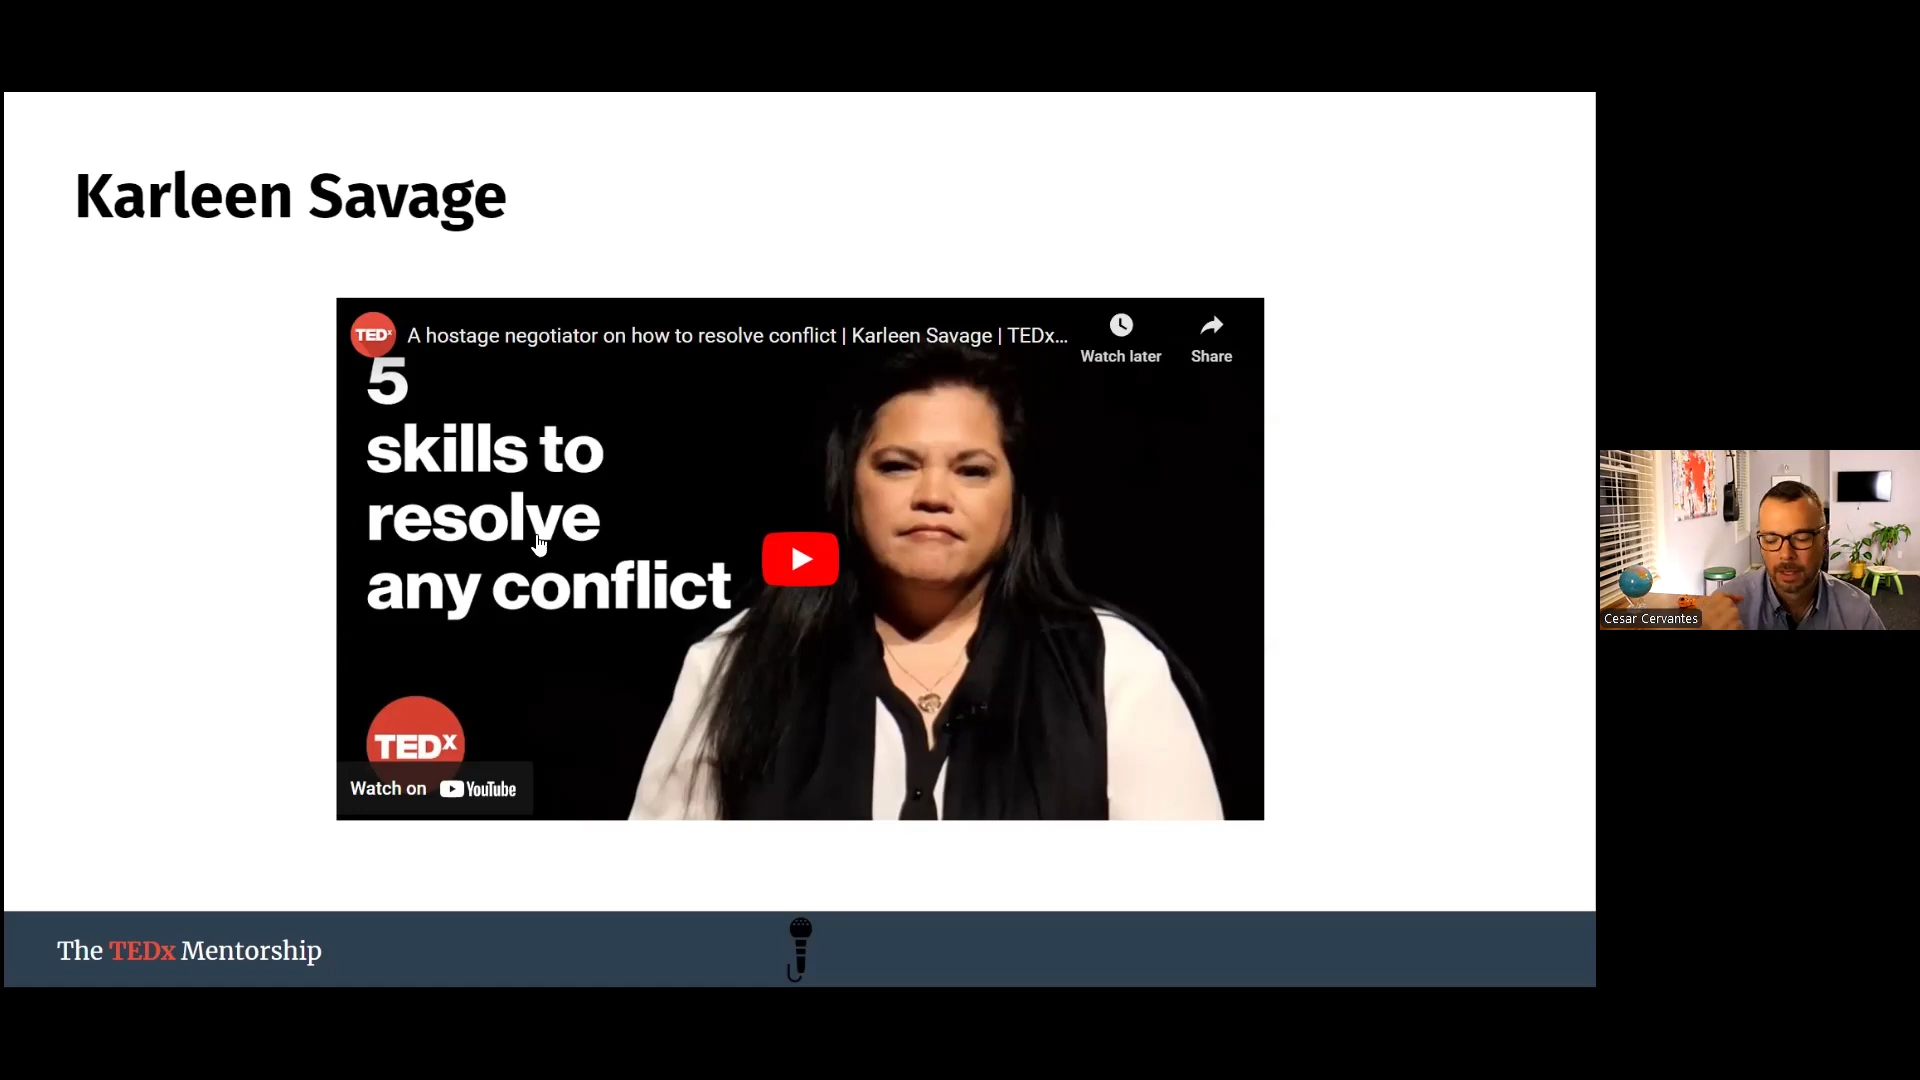 Karleen Savage
TEDx
A hostage negotiator on how to resolve conflict | Karleen Savage | TEDx...
Watch later
Share
5
skills to
resolve
any conflict
TEDx
Watch on YouTube
Cesar Cervantes
The TEDx Mentorship